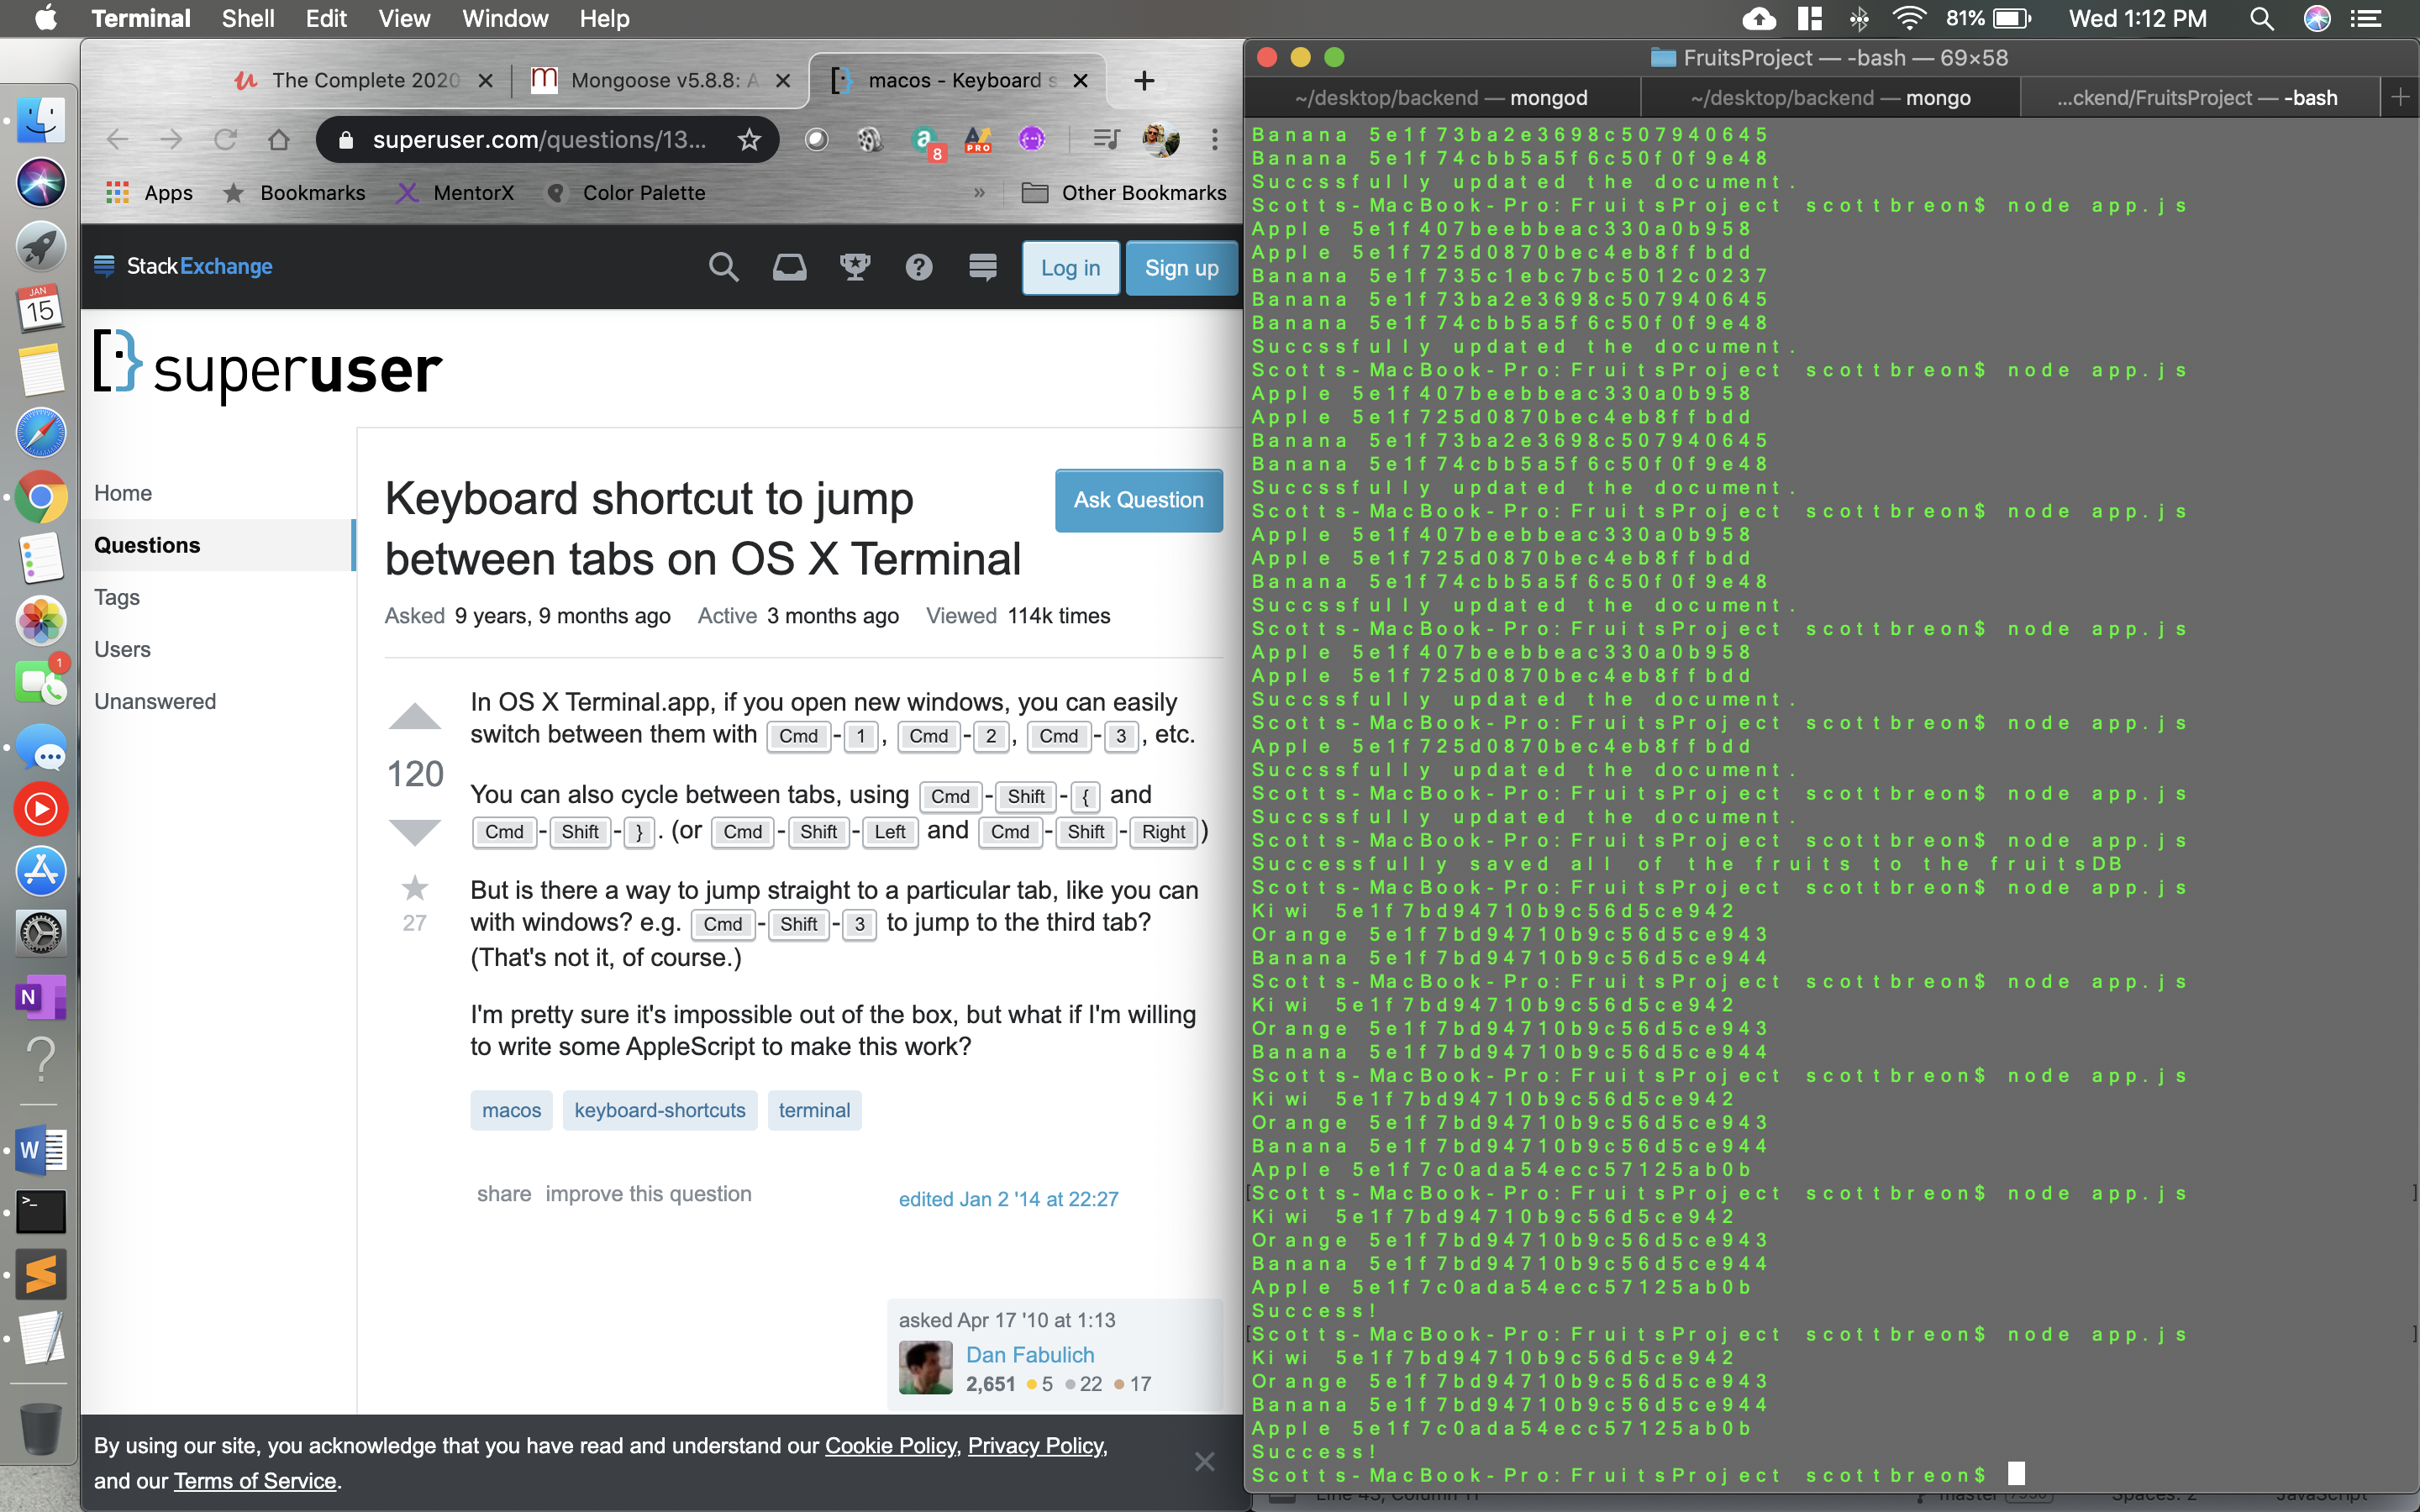 Terminal Shell Edit View Window Help
81% Wed 1:12 PM
The Complete 2020
Mongoose v5.8.8: A
macos - Keyboard s
superuser.com/questions/13...
8
PRO
Apps Bookmarks MentorX Color Palette » Other Bookmarks
JAN
15
1
N
W
>_
StackExchange
Log in
Sign up
superuser
Home
Questions
Tags
Users
Unanswered
Keyboard shortcut to jump
between tabs on OS X Terminal
Ask Question
Asked 9 years, 9 months ago Active 3 months ago Viewed 114k times
120
27
In OS X Terminal.app, if you open new windows, you can easily
switch between them with Cmd-1, Cmd-2, Cmd-3, etc.
You can also cycle between tabs, using Cmd-Shift-{ and
Cmd-Shift-}. (or Cmd-Shift-Left and Cmd-Shift-Right)
But is there a way to jump straight to a particular tab, like you can
with windows? e.g. Cmd-Shift-3 to jump to the third tab?
(That's not it, of course.)
I'm pretty sure it's impossible out of the box, but what if I'm willing
to write some AppleScript to make this work?
macos keyboard-shortcuts terminal
share improve this question
edited Jan 2 '14 at 22:27
asked Apr 17 '10 at 1:13
Dan Fabulich
2,651 5 22 17
By using our site, you acknowledge that you have read and understand our Cookie Policy, Privacy Policy,
and our Terms of Service.
FruitsProject — -bash — 69×58
~/desktop/backend — mongod
~/desktop/backend — mongo
...ckend/FruitsProject — -bash
Banana 5e1f73ba2e3698c507940645
Banana 5e1f74cbb5a5f6c50f0f9e48
Succssfully updated the document.
Scotts-MacBook-Pro:FruitsProject scottbreon$ node app.js
Apple 5e1f407beebbeac330a0b958
Apple 5e1f725d0870bec4eb8ffbdd
Banana 5e1f735c1ebc7bc5012c0237
Banana 5e1f73ba2e3698c507940645
Banana 5e1f74cbb5a5f6c50f0f9e48
Succssfully updated the document.
Scotts-MacBook-Pro:FruitsProject scottbreon$ node app.js
Apple 5e1f407beebbeac330a0b958
Apple 5e1f725d0870bec4eb8ffbdd
Banana 5e1f73ba2e3698c507940645
Banana 5e1f74cbb5a5f6c50f0f9e48
Succssfully updated the document.
Scotts-MacBook-Pro:FruitsProject scottbreon$ node app.js
Apple 5e1f407beebbeac330a0b958
Apple 5e1f725d0870bec4eb8ffbdd
Banana 5e1f74cbb5a5f6c50f0f9e48
Succssfully updated the document.
Scotts-MacBook-Pro:FruitsProject scottbreon$ node app.js
Apple 5e1f407beebbeac330a0b958
Apple 5e1f725d0870bec4eb8ffbdd
Succssfully updated the document.
Scotts-MacBook-Pro:FruitsProject scottbreon$ node app.js
Apple 5e1f725d0870bec4eb8ffbdd
Succssfully updated the document.
Scotts-MacBook-Pro:FruitsProject scottbreon$ node app.js
Succssfully updated the document.
Scotts-MacBook-Pro:FruitsProject scottbreon$ node app.js
Successfully saved all of the fruits to the fruitsDB
Scotts-MacBook-Pro:FruitsProject scottbreon$ node app.js
Kiwi 5e1f7bd94710b9c56d5ce942
Orange 5e1f7bd94710b9c56d5ce943
Banana 5e1f7bd94710b9c56d5ce944
Scotts-MacBook-Pro:FruitsProject scottbreon$ node app.js
Kiwi 5e1f7bd94710b9c56d5ce942
Orange 5e1f7bd94710b9c56d5ce943
Banana 5e1f7bd94710b9c56d5ce944
Scotts-MacBook-Pro:FruitsProject scottbreon$ node app.js
Kiwi 5e1f7bd94710b9c56d5ce942
Orange 5e1f7bd94710b9c56d5ce943
Banana 5e1f7bd94710b9c56d5ce944
Apple 5e1f7c0ada54ecc57125ab0b
[Scotts-MacBook-Pro:FruitsProject scottbreon$ node app.js ]
Kiwi 5e1f7bd94710b9c56d5ce942
Orange 5e1f7bd94710b9c56d5ce943
Banana 5e1f7bd94710b9c56d5ce944
Apple 5e1f7c0ada54ecc57125ab0b
Success!
[Scotts-MacBook-Pro:FruitsProject scottbreon$ node app.js ]
Kiwi 5e1f7bd94710b9c56d5ce942
Orange 5e1f7bd94710b9c56d5ce943
Banana 5e1f7bd94710b9c56d5ce944
Apple 5e1f7c0ada54ecc57125ab0b
Success!
Scotts-MacBook-Pro:FruitsProject scottbreon$